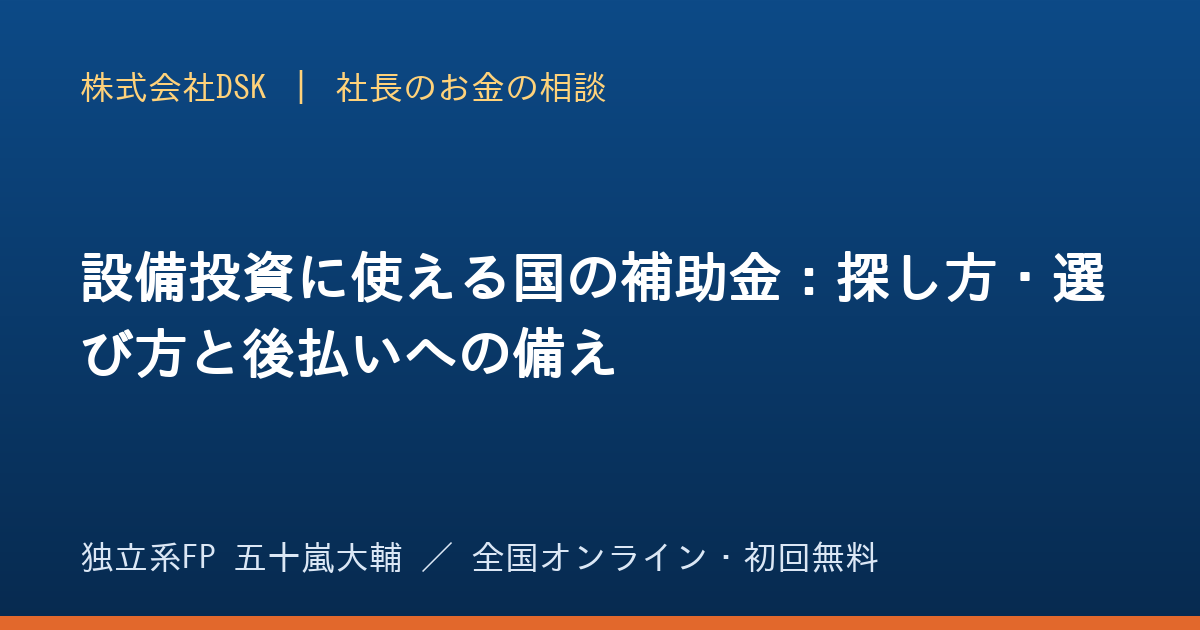 株式会社DSK ｜ 社長のお金の相談
設備投資に使える国の補助金：探し方・選
び方と後払いへの備え
独立系FP 五十嵐大輔 ／ 全国オンライン・初回無料